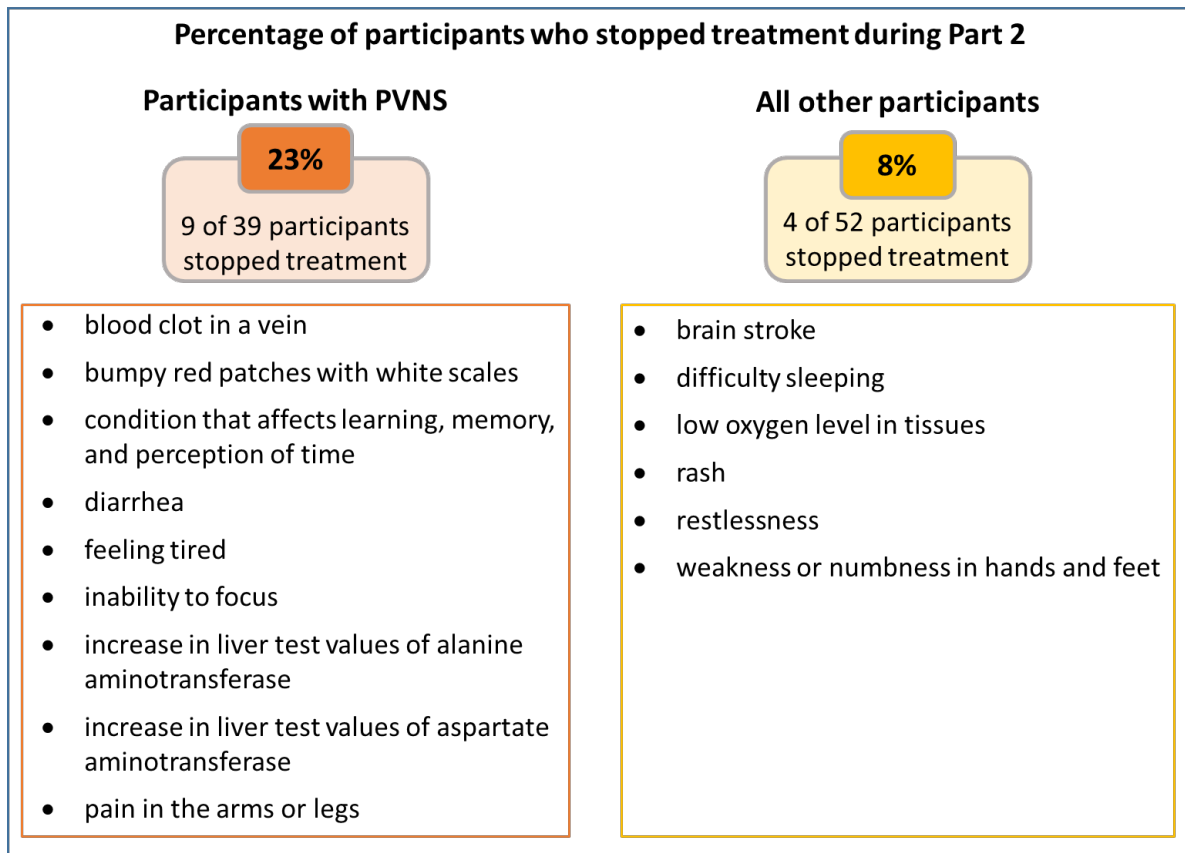 Percentage of participants who stopped treatment during Part 2
Participants with PVNS
23%
9 of 39 participants
stopped treatment
• blood clot in a vein
• bumpy red patches with white scales
• condition that affects learning, memory,
and perception of time
• diarrhea
• feeling tired
• inability to focus
• increase in liver test values of alanine
aminotransferase
• increase in liver test values of aspartate
aminotransferase
• pain in the arms or legs
All other participants
8%
4 of 52 participants
stopped treatment
• brain stroke
• difficulty sleeping
• low oxygen level in tissues
• rash
• restlessness
• weakness or numbness in hands and feet